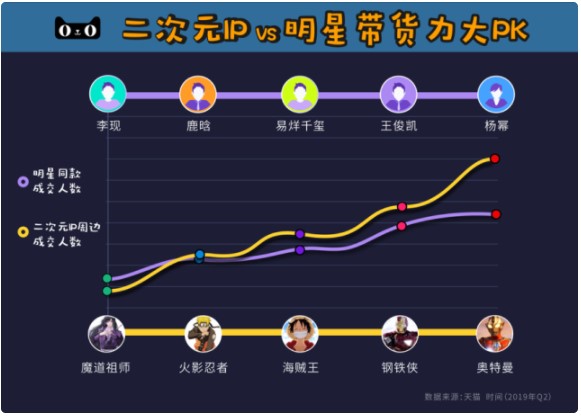 二次元IP vs 明星带货力大PK
李现 鹿晗 易烊千玺 王俊凯 杨幂
明星同款
成交人数
二次元IP周边
成交人数
魔道祖师 火影忍者 海贼王 钢铁侠 奥特曼
数据来源:天猫 时间(2019年Q2)